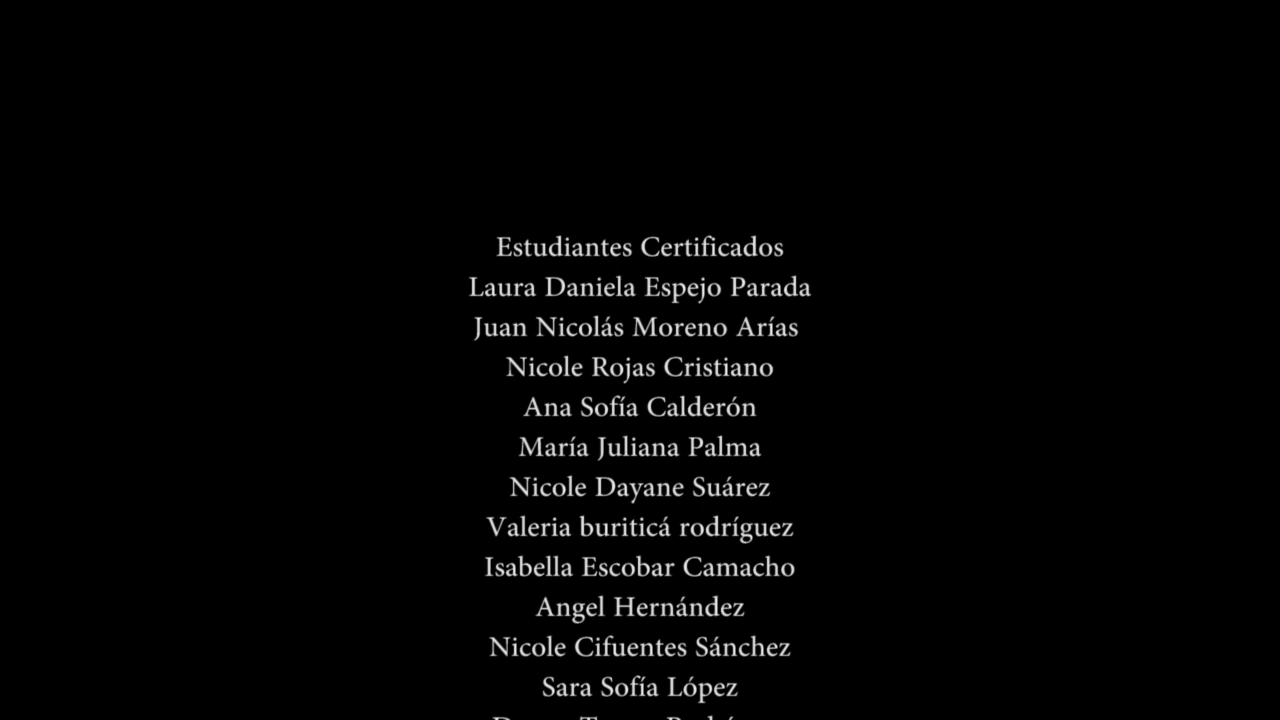 Estudiantes Certificados
Laura Daniela Espejo Parada
Juan Nicolás Moreno Arías
Nicole Rojas Cristiano
Ana Sofía Calderón
María Juliana Palma
Nicole Dayane Suárez
Valeria buriticá rodríguez
Isabella Escobar Camacho
Angel Hernández
Nicole Cifuentes Sánchez
Sara Sofía López